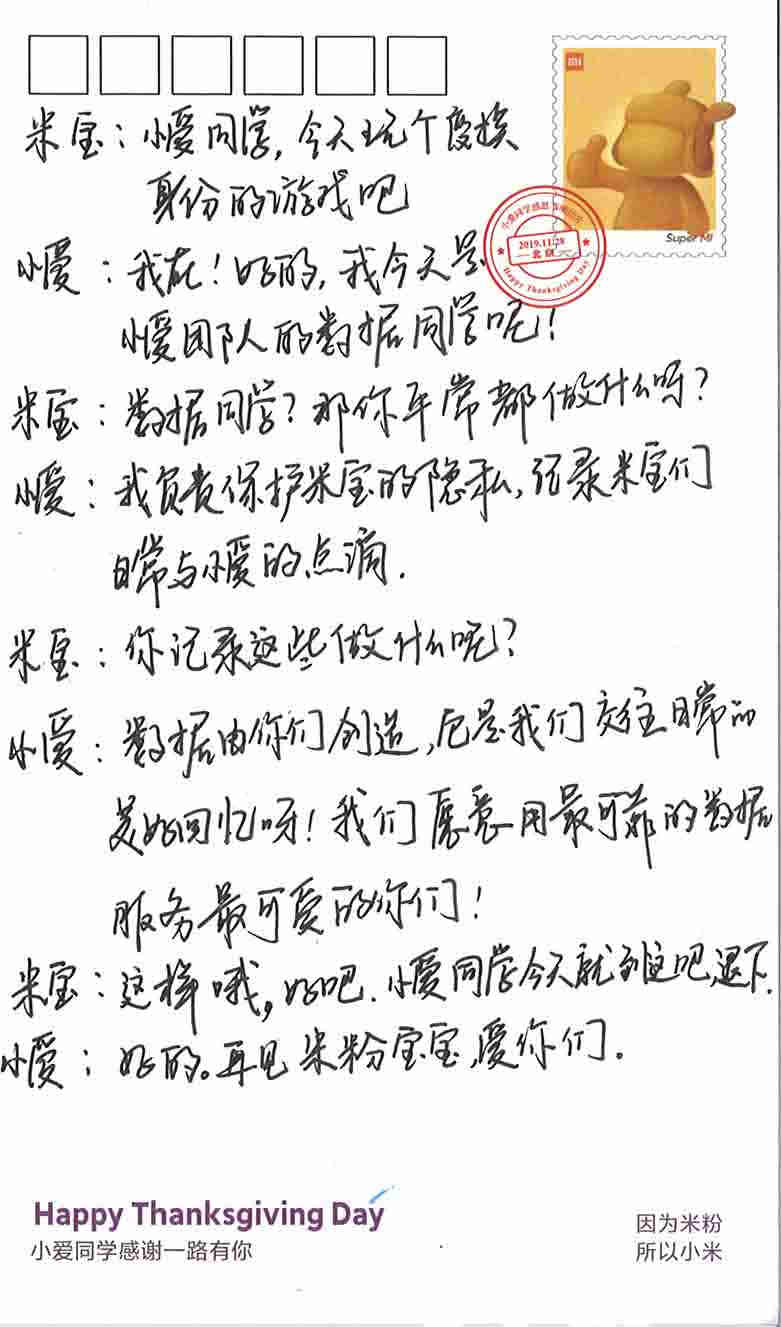 MI
米宝：小爱同学，今天玩个变换
身份的游戏吧
Super MI
小爱同学感恩节
2019.11.28
北京
Happy Thanksgiving Day
小爱：我在！好的，我今天是
小爱团队的数据同学呢！
米宝：数据同学？那你平常都做什么呀？
小爱：我负责保护米宝的隐私，记录米宝们
日常与小爱的点滴．
米宝：你记录这些做什么呢？
小爱：数据由你们创造，它是我们交往日常的
美好回忆呀！我们愿意用最可靠的数据
服务最可爱的你们！
米宝：这样哦，好吧．小爱同学今天就到这吧，退下．
小爱：好的。再见米粉宝宝，爱你们．
Happy Thanksgiving Day
小爱同学感谢一路有你
因为米粉
所以小米